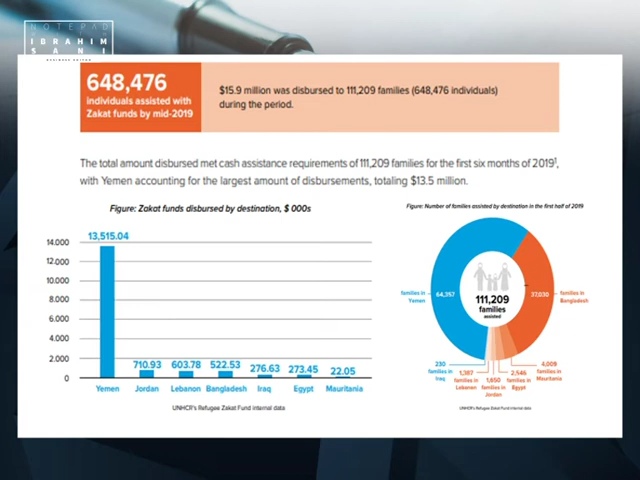 NOTEPAD
WITH
IBRAHIM
SANI
648,476
individuals assisted with
Zakat funds by mid-2019
$15.9 million was disbursed to 111,209 families (648,476 individuals)
during the period.
The total amount disbursed met cash assistance requirements of 111,209 families for the first six months of 2019¹,
with Yemen accounting for the largest amount of disbursements, totaling $13.5 million.
Figure: Zakat funds disbursed by destination, $ 000s
14.000
12.000
10.000
8.000
6.000
4.000
2.000
0
13,515.04
710.93
603.78
522.53
276.63
273.45
22.05
Yemen
Jordan
Lebanon
Bangladesh
Iraq
Egypt
Mauritania
UNHCR's Refugee Zakat Fund internal data
Figure: Number of families assisted by destination in the first half of 2019
families in
Yemen
64,357
111,209
families
assisted
37,030
families in
Bangladesh
230
families in
Iraq
1,387
families in
Lebanon
1,650
families in
Jordan
2,546
families in
Egypt
4,009
families in
Mauritania
UNHCR's Refugee Zakat Fund internal data